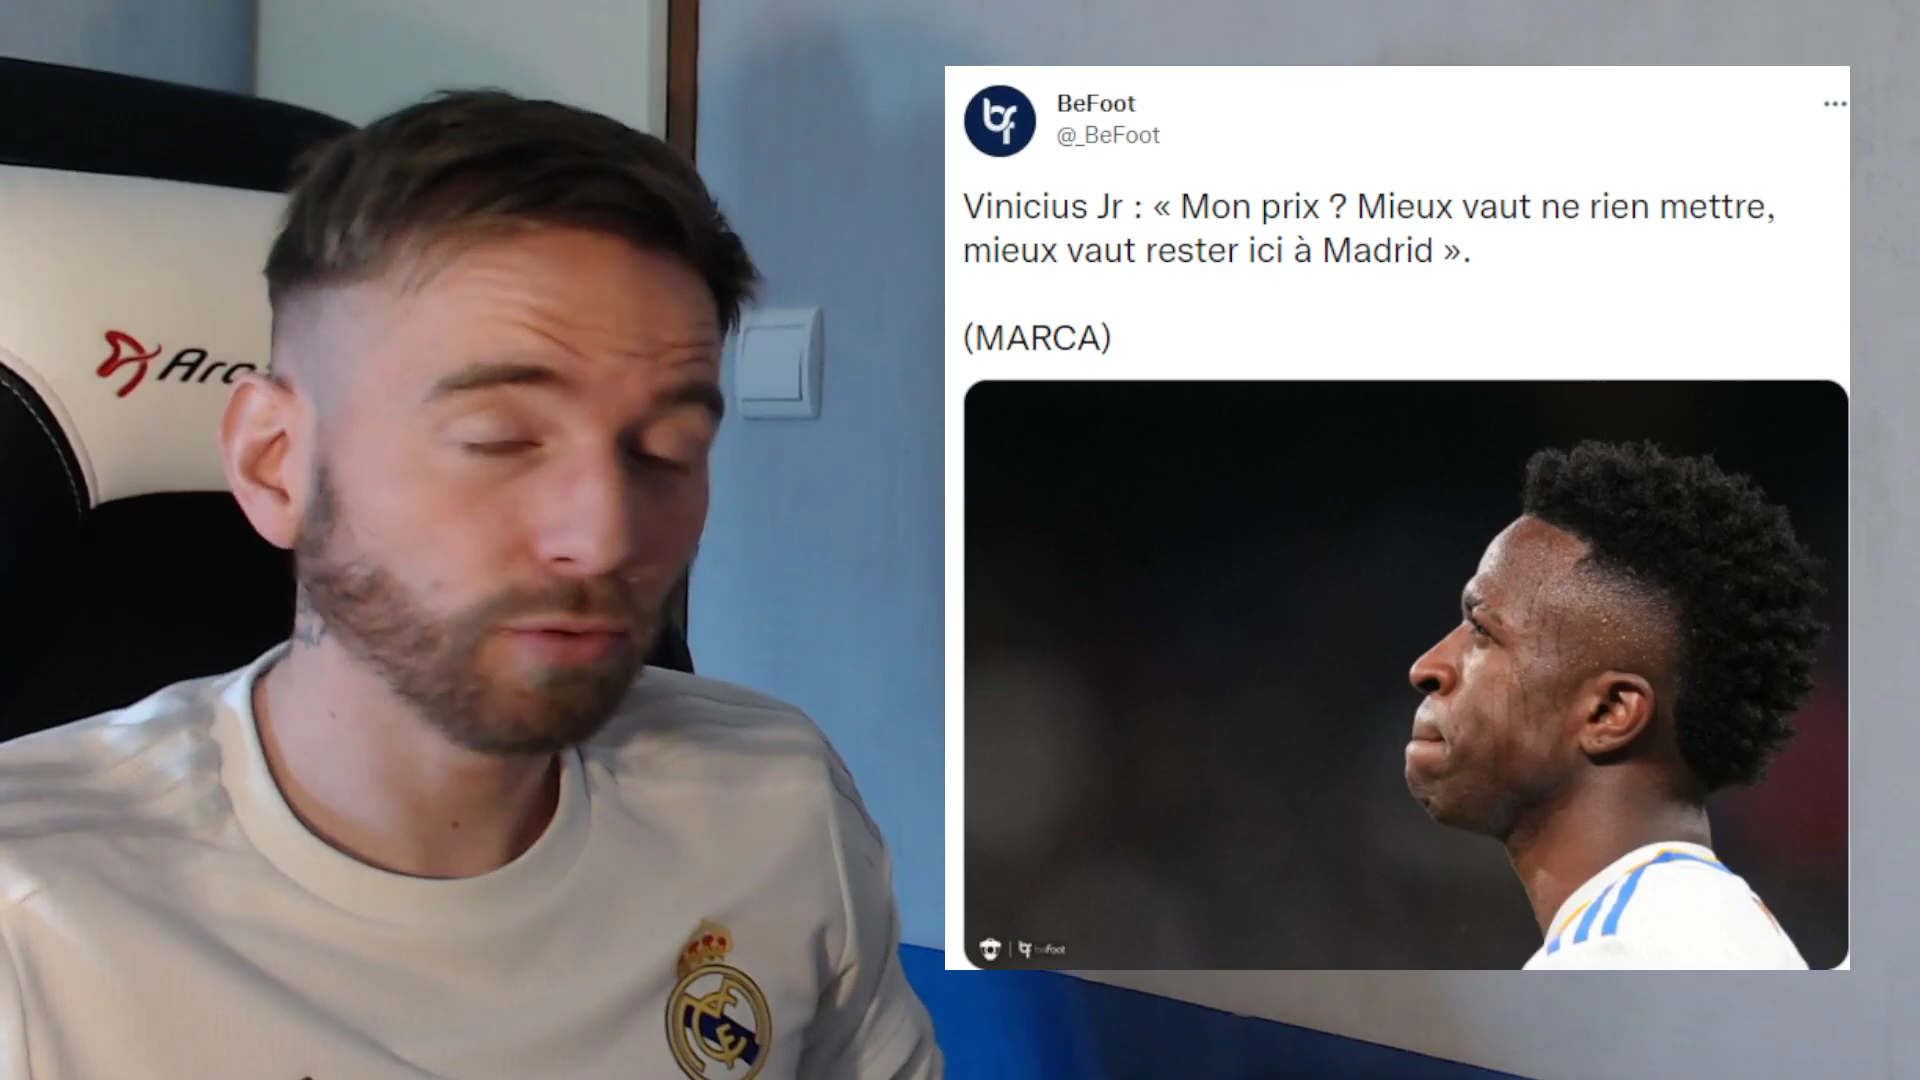 BeFoot
@_BeFoot
Vinicius Jr : « Mon prix ? Mieux vaut ne rien mettre,
mieux vaut rester ici à Madrid ».
(MARCA)